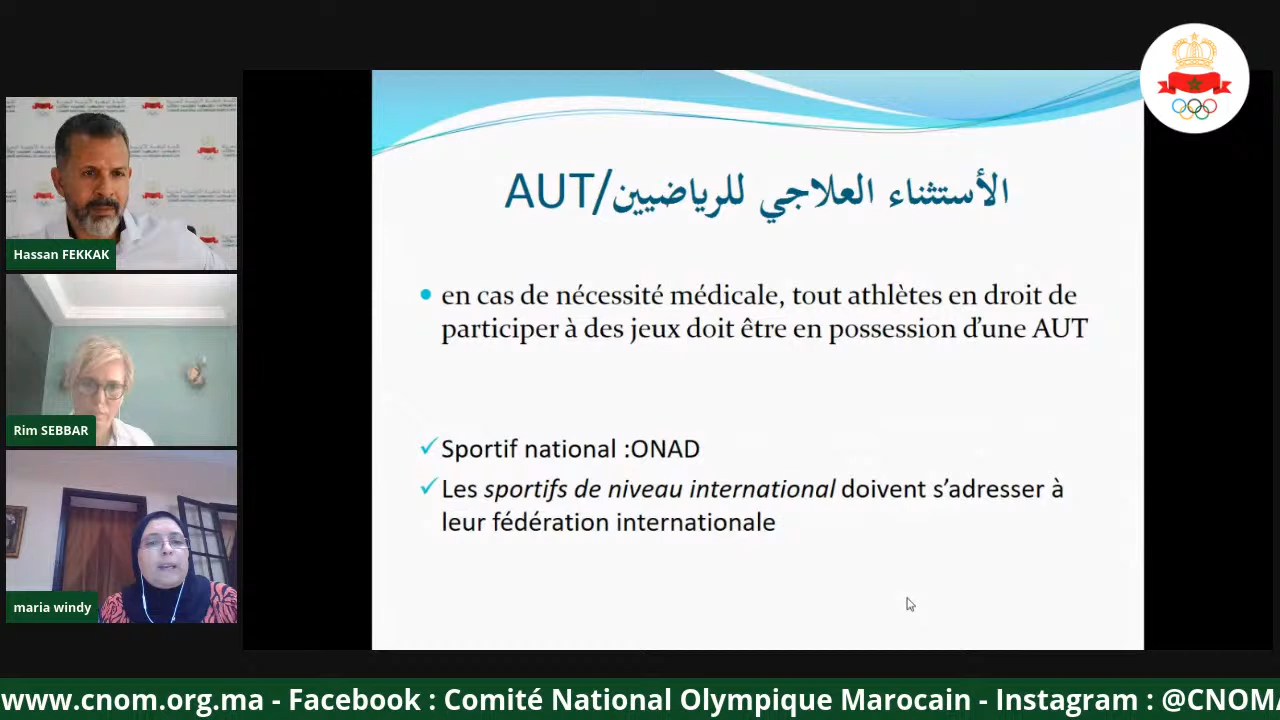 الأستثناء العلاجي للرياضيين/AUT
en cas de nécessité médicale, tout athlètes en droit de
participer à des jeux doit être en possession d’une AUT
Sportif national :ONAD
Les sportifs de niveau international doivent s’adresser à
leur fédération internationale
Hassan FEKKAK
Rim SEBBAR
maria windy
www.cnom.org.ma - Facebook : Comité National Olympique Marocain - Instagram : @CNOM